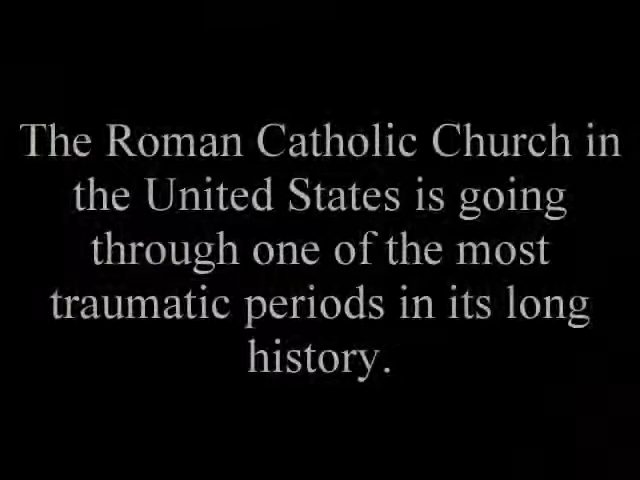 The Roman Catholic Church in
the United States is going
through one of the most
traumatic periods in its long
history.